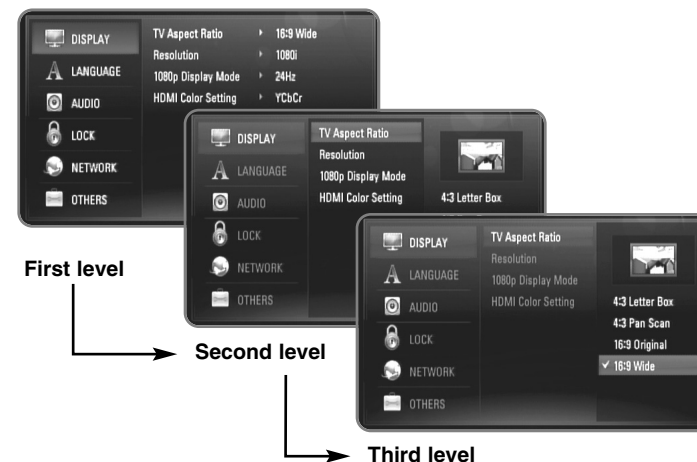 DISPLAY
LANGUAGE
AUDIO
LOCK
NETWORK
OTHERS
TV Aspect Ratio 16:9 Wide
Resolution 1080i
1080p Display Mode 24Hz
HDMI Color Setting YCbCr
First level
DISPLAY
LANGUAGE
AUDIO
LOCK
NETWORK
OTHERS
TV Aspect Ratio
Resolution
1080p Display Mode
HDMI Color Setting
4:3 Letter Box
Second level
DISPLAY
LANGUAGE
AUDIO
LOCK
NETWORK
OTHERS
TV Aspect Ratio
Resolution
1080p Display Mode
HDMI Color Setting
4:3 Letter Box
4:3 Pan Scan
16:9 Original
✓ 16:9 Wide
Third level